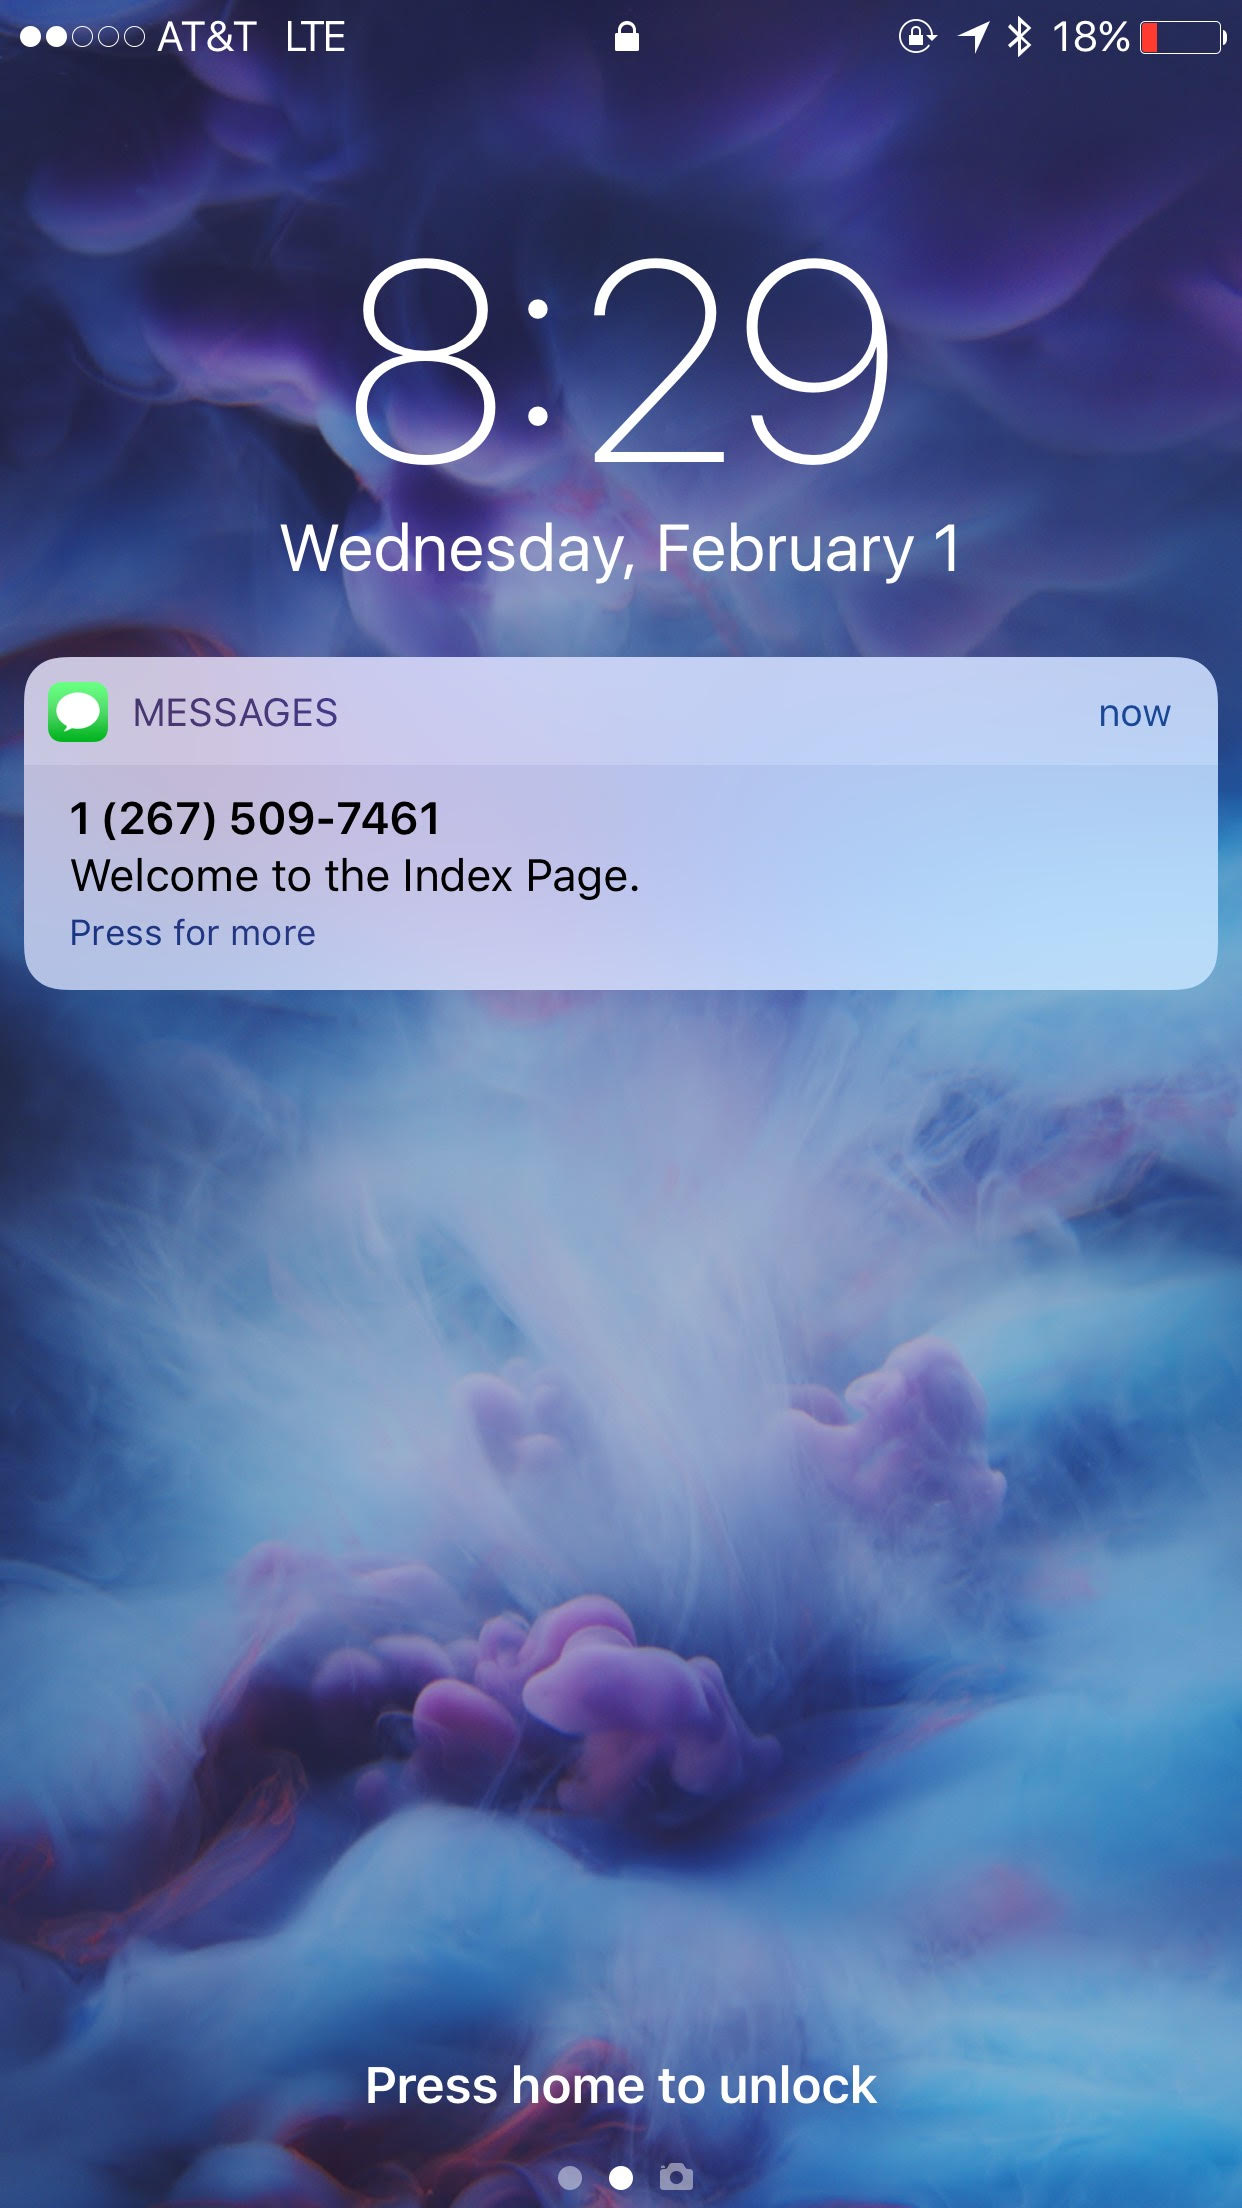 AT&T LTE 18%
8:29
Wednesday, February 1
MESSAGES now
1 (267) 509-7461
Welcome to the Index Page.
Press for more
Press home to unlock